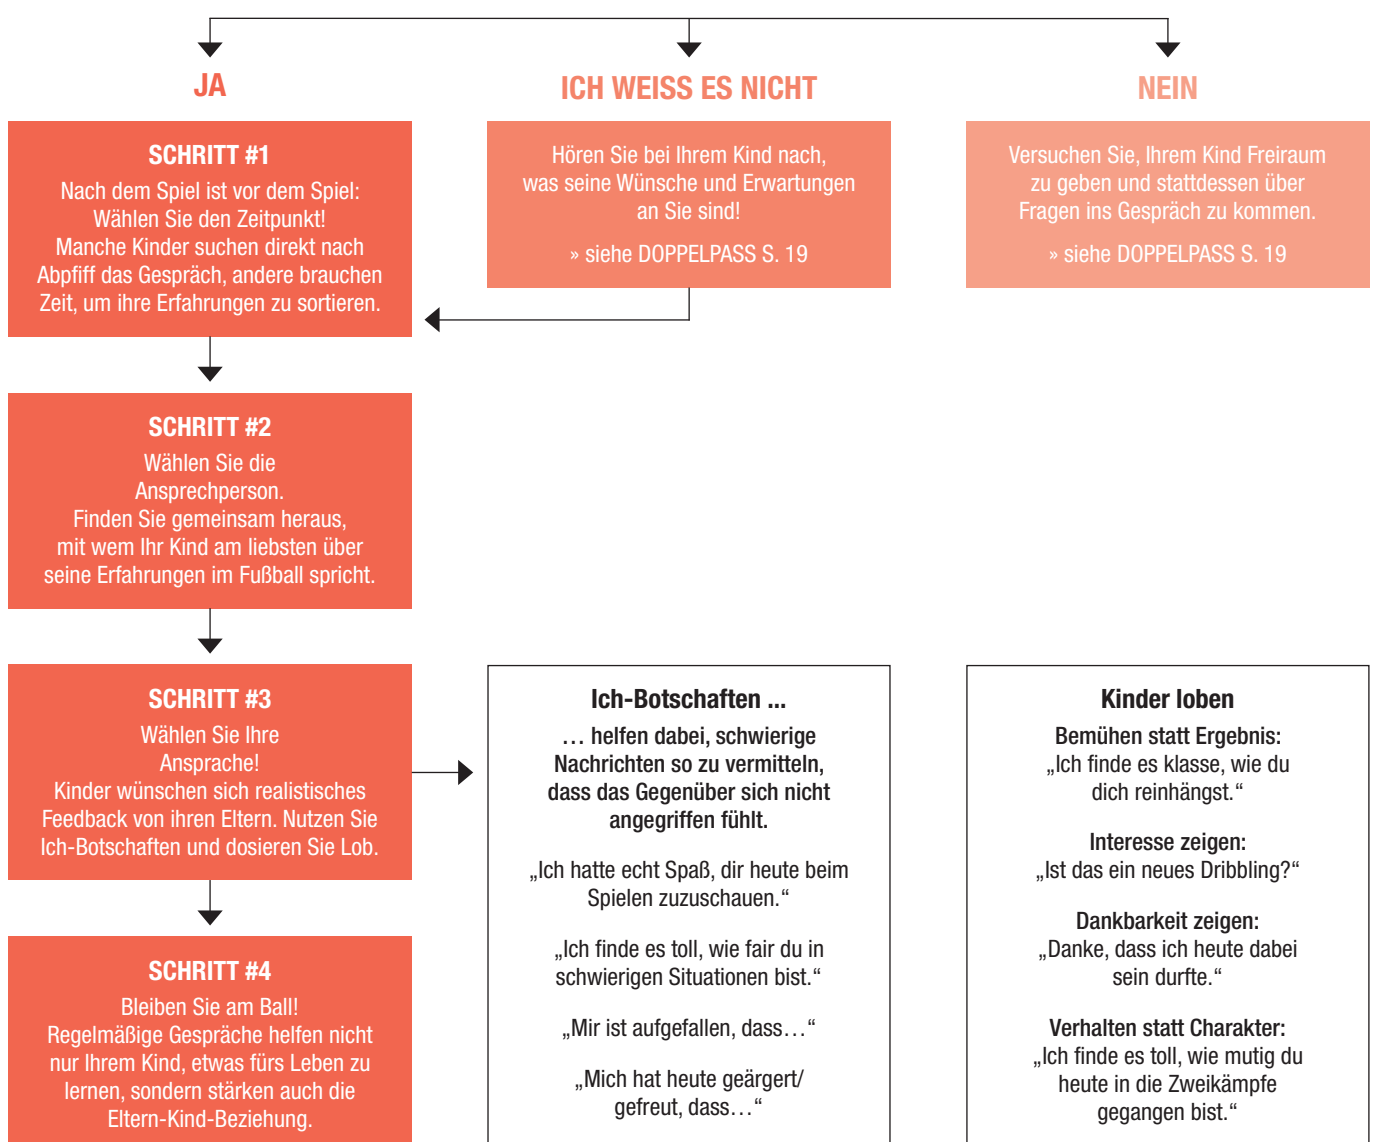 JA
SCHRITT #1
Nach dem Spiel ist vor dem Spiel:
Wählen Sie den Zeitpunkt!
Manche Kinder suchen direkt nach
Abpfiff das Gespräch, andere brauchen
Zeit, um ihre Erfahrungen zu sortieren.
ICH WEISS ES NICHT
Hören Sie bei Ihrem Kind nach,
was seine Wünsche und Erwartungen
an Sie sind!
» siehe DOPPELPASS S. 19
NEIN
Versuchen Sie, Ihrem Kind Freiraum
zu geben und stattdessen über
Fragen ins Gespräch zu kommen.
» siehe DOPPELPASS S. 19
SCHRITT #2
Wählen Sie die
Ansprechperson.
Finden Sie gemeinsam heraus,
mit wem Ihr Kind am liebsten über
seine Erfahrungen im Fußball spricht.
SCHRITT #3
Wählen Sie Ihre
Ansprache!
Kinder wünschen sich realistisches
Feedback von ihren Eltern. Nutzen Sie
Ich-Botschaften und dosieren Sie Lob.
SCHRITT #4
Bleiben Sie am Ball!
Regelmäßige Gespräche helfen nicht
nur Ihrem Kind, etwas fürs Leben zu
lernen, sondern stärken auch die
Eltern-Kind-Beziehung.
Ich-Botschaften ...
… helfen dabei, schwierige
Nachrichten so zu vermitteln,
dass das Gegenüber sich nicht
angegriffen fühlt.
„Ich hatte echt Spaß, dir heute beim
Spielen zuzuschauen.“
„Ich finde es toll, wie fair du in
schwierigen Situationen bist.“
„Mir ist aufgefallen, dass…“
„Mich hat heute geärgert/
gefreut, dass…“
Kinder loben
Bemühen statt Ergebnis:
„Ich finde es klasse, wie du
dich reinhängst.“
Interesse zeigen:
„Ist das ein neues Dribbling?“
Dankbarkeit zeigen:
„Danke, dass ich heute dabei
sein durfte.“
Verhalten statt Charakter:
„Ich finde es toll, wie mutig du
heute in die Zweikämpfe
gegangen bist.“